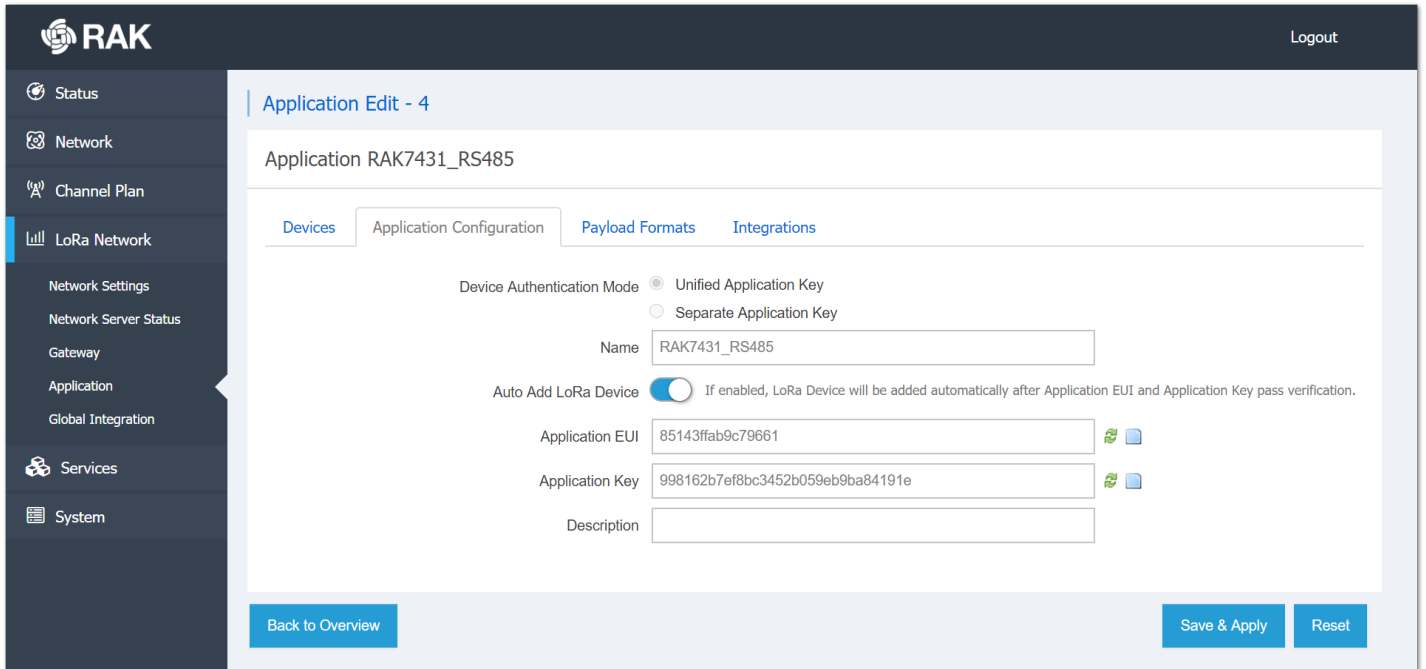 RAK
Logout
Status
Network
Channel Plan
LoRa Network
Network Settings
Network Server Status
Gateway
Application
Global Integration
Services
System
Application Edit - 4
Application RAK7431_RS485
Devices Application Configuration Payload Formats Integrations
Device Authentication Mode Unified Application Key
Separate Application Key
Name RAK7431_RS485
Auto Add LoRa Device If enabled, LoRa Device will be added automatically after Application EUI and Application Key pass verification.
Application EUI 85143ffab9c79661
Application Key 998162b7ef8bc3452b059eb9ba84191e
Description
Back to Overview Save & Apply Reset